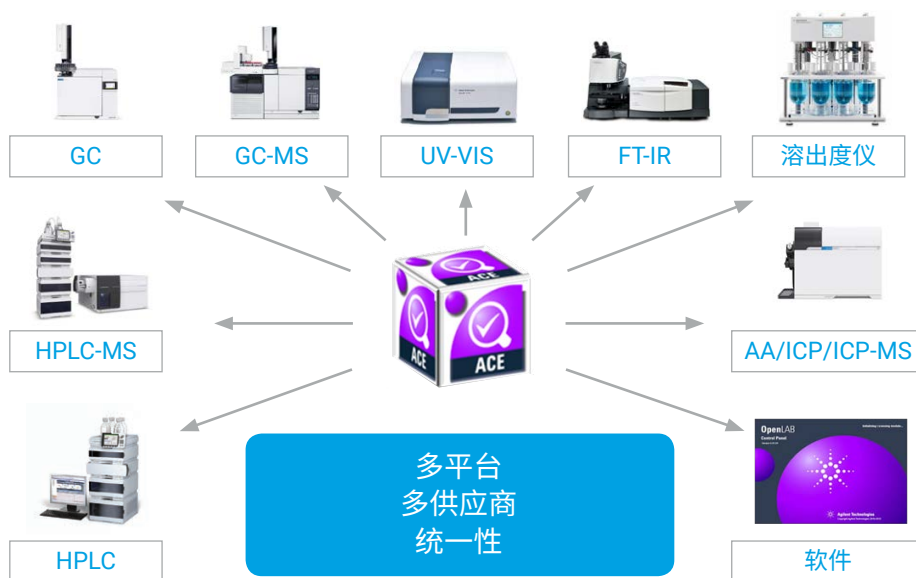 GC
GC-MS
UV-VIS
FT-IR
溶出度仪
HPLC-MS
ACE
ACE
AA/ICP/ICP-MS
HPLC
多平台
多供应商
统一性
OpenLAB
Control Panel
Agilent Technologies
软件